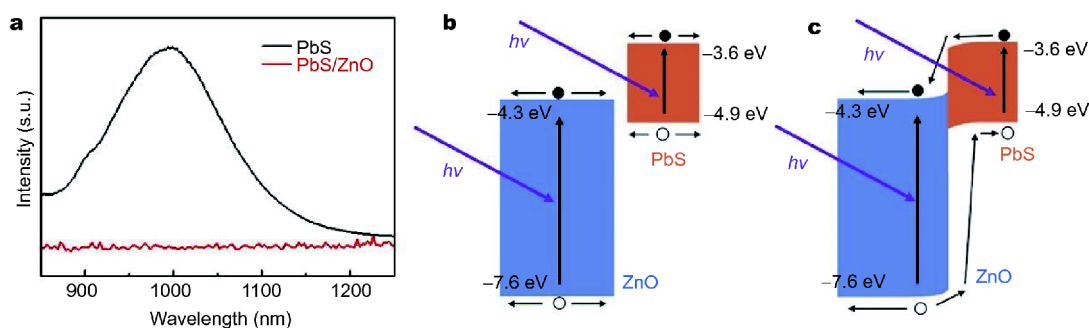 a
PbS
PbS/ZnO
Intensity (s.u.)
900
1000
1100
1200
Wavelength (nm)
b
hv
−3.6 eV
−4.3 eV
−4.9 eV
PbS
hv
−7.6 eV
ZnO
c
hv
−3.6 eV
−4.3 eV
−4.9 eV
PbS
hv
−7.6 eV
ZnO